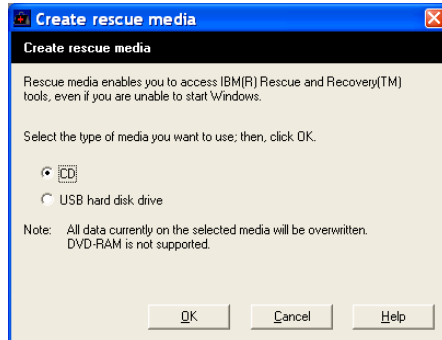 Create rescue media
Create rescue media
Rescue media enables you to access IBM(R) Rescue and Recovery(TM)
tools, even if you are unable to start Windows.
Select the type of media you want to use; then, click OK.
CD
USB hard disk drive
Note: All data currently on the selected media will be overwritten.
DVD-RAM is not supported.
OK Cancel Help